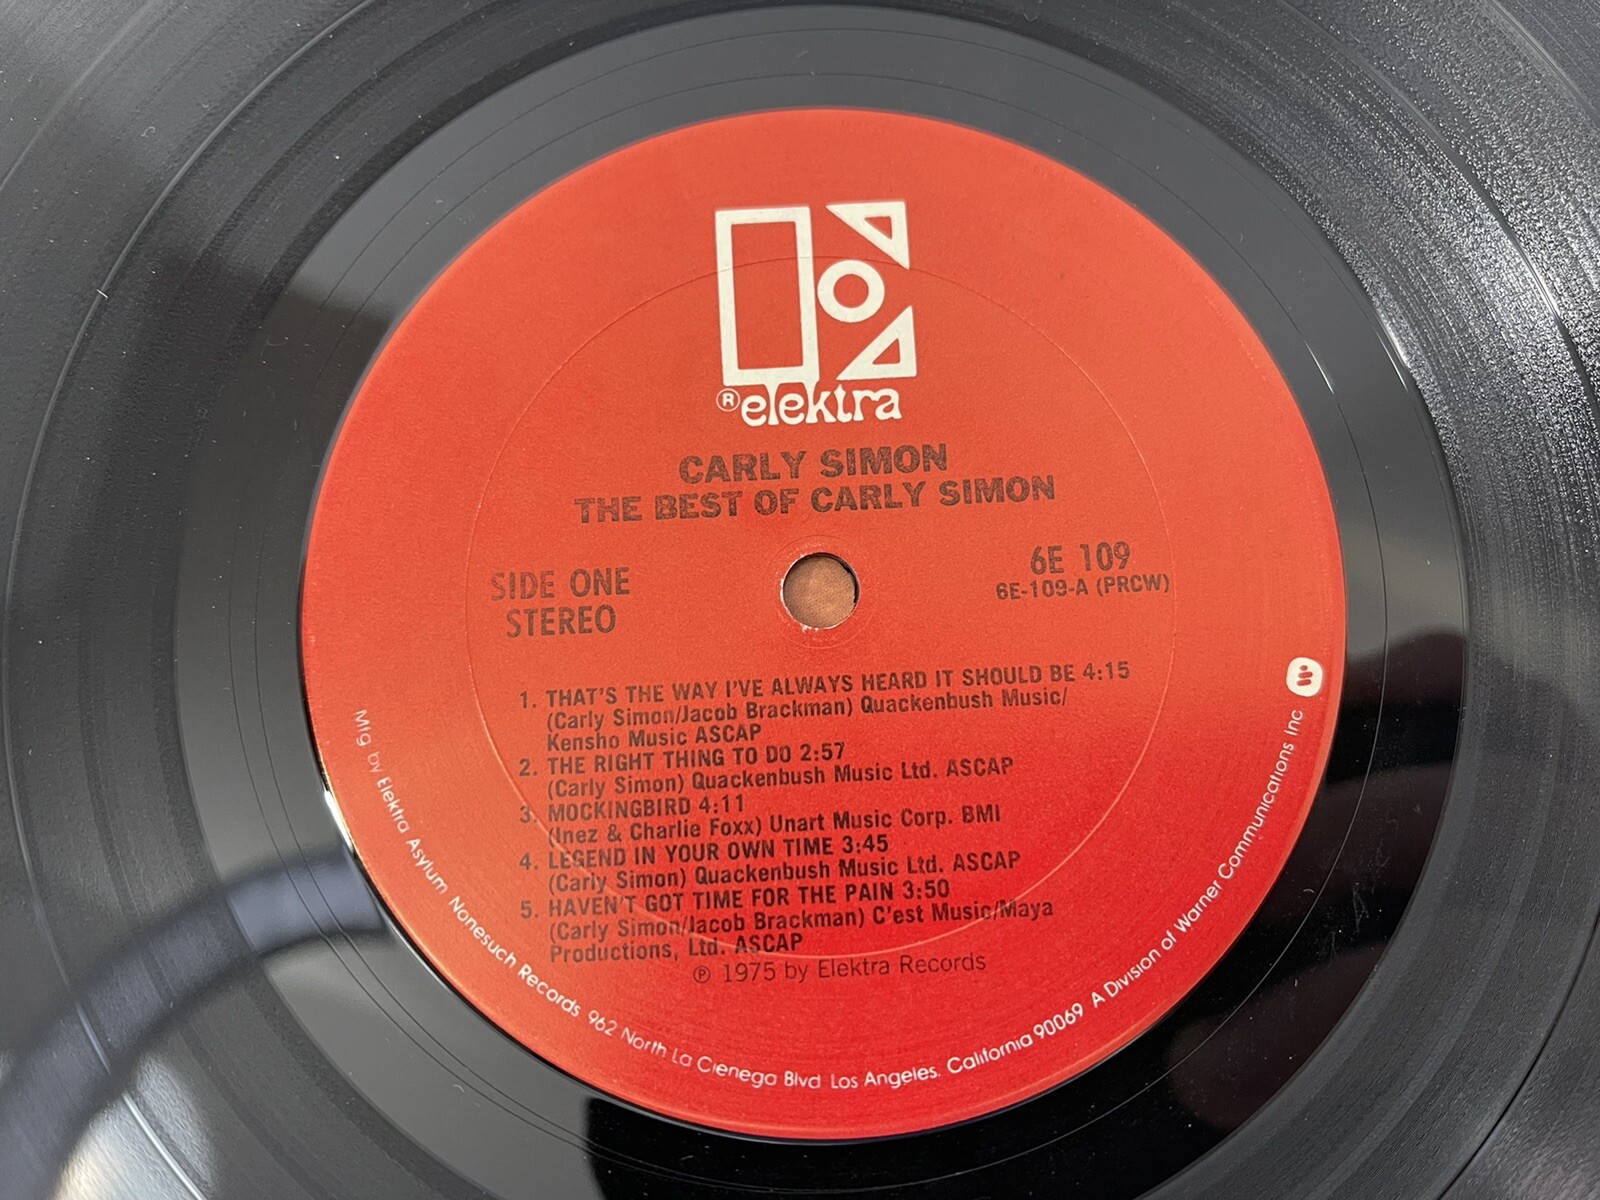 ® elektra
CARLY SIMON
THE BEST OF CARLY SIMON
SIDE ONE
STEREO
6E 109
6E-109-A (PRCW)
1. THAT'S THE WAY I'VE ALWAYS HEARD IT SHOULD BE 4:15
(Carly Simon/Jacob Brackman) Quackenbush Music/
Kensho Music ASCAP
2. THE RIGHT THING TO DO 2:57
(Carly Simon) Quackenbush Music Ltd. ASCAP
3. MOCKINGBIRD 4:11
(Inez & Charlie Foxx) Unart Music Corp. BMI
4. LEGEND IN YOUR OWN TIME 3:45
(Carly Simon) Quackenbush Music Ltd. ASCAP
5. HAVEN'T GOT TIME FOR THE PAIN 3:50
(Carly Simon/Jacob Brackman) C'est Music/Maya
Productions, Ltd. ASCAP
℗ 1975 by Elektra Records
Mfg by Elektra Asylum Nonesuch Records 962 North La Cienega Blvd Los Angeles. California 90069 A Division of Warner Communications Inc